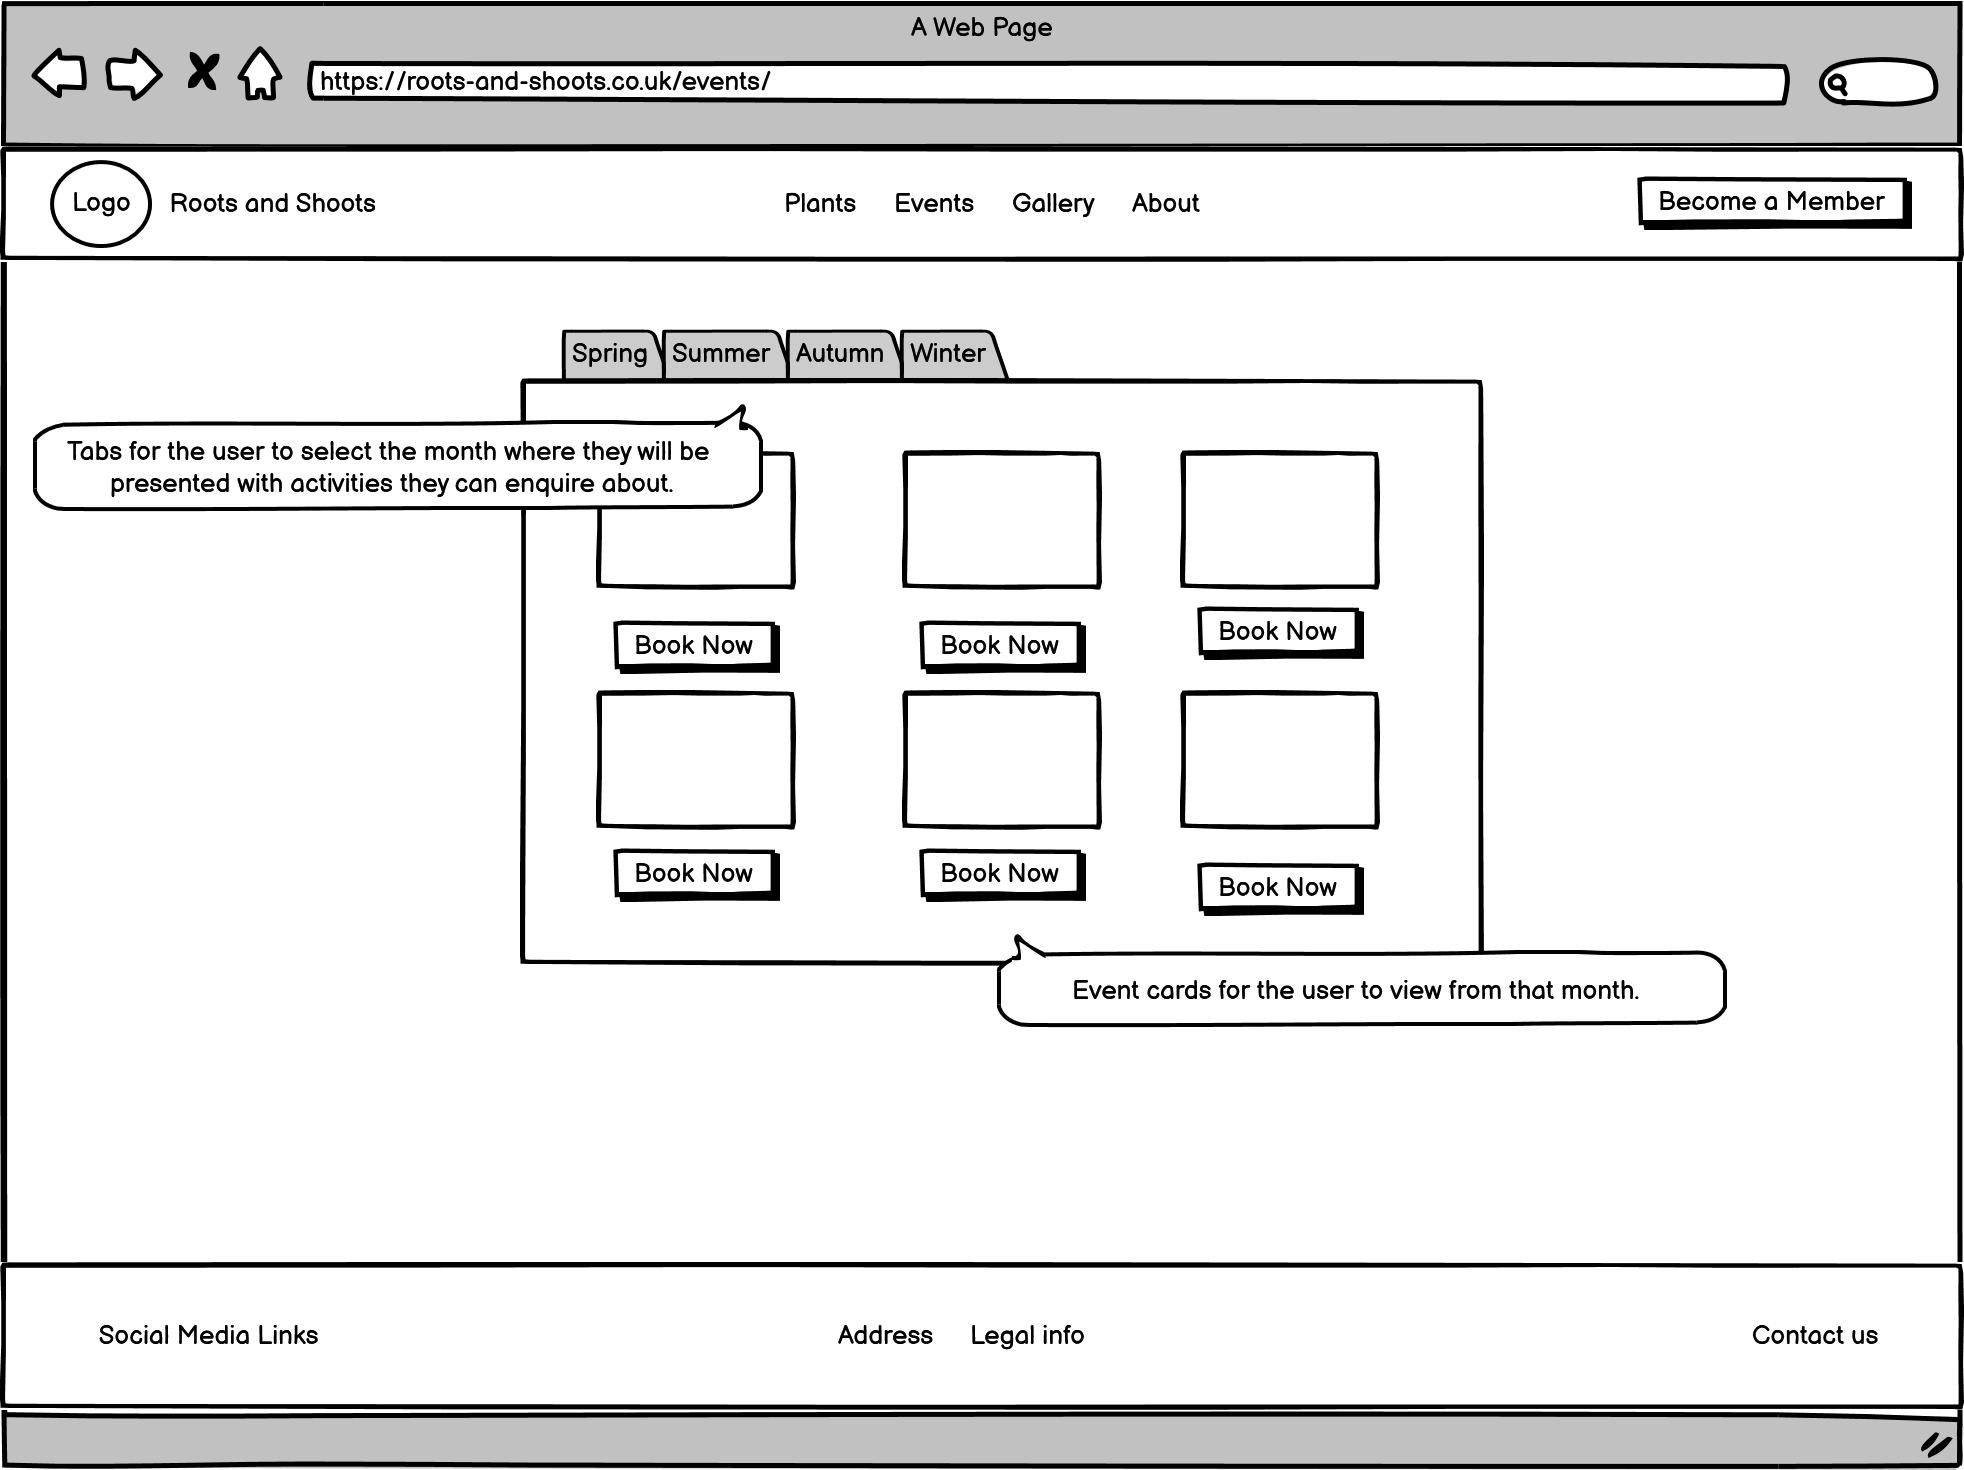 A Web Page
https://roots-and-shoots.co.uk/events/
Logo
Roots and Shoots
Plants
Events
Gallery
About
Become a Member
Spring
Summer
Autumn
Winter
Tabs for the user to select the month where they will be
presented with activities they can enquire about.
Book Now
Book Now
Book Now
Book Now
Book Now
Book Now
Event cards for the user to view from that month.
Social Media Links
Address
Legal info
Contact us